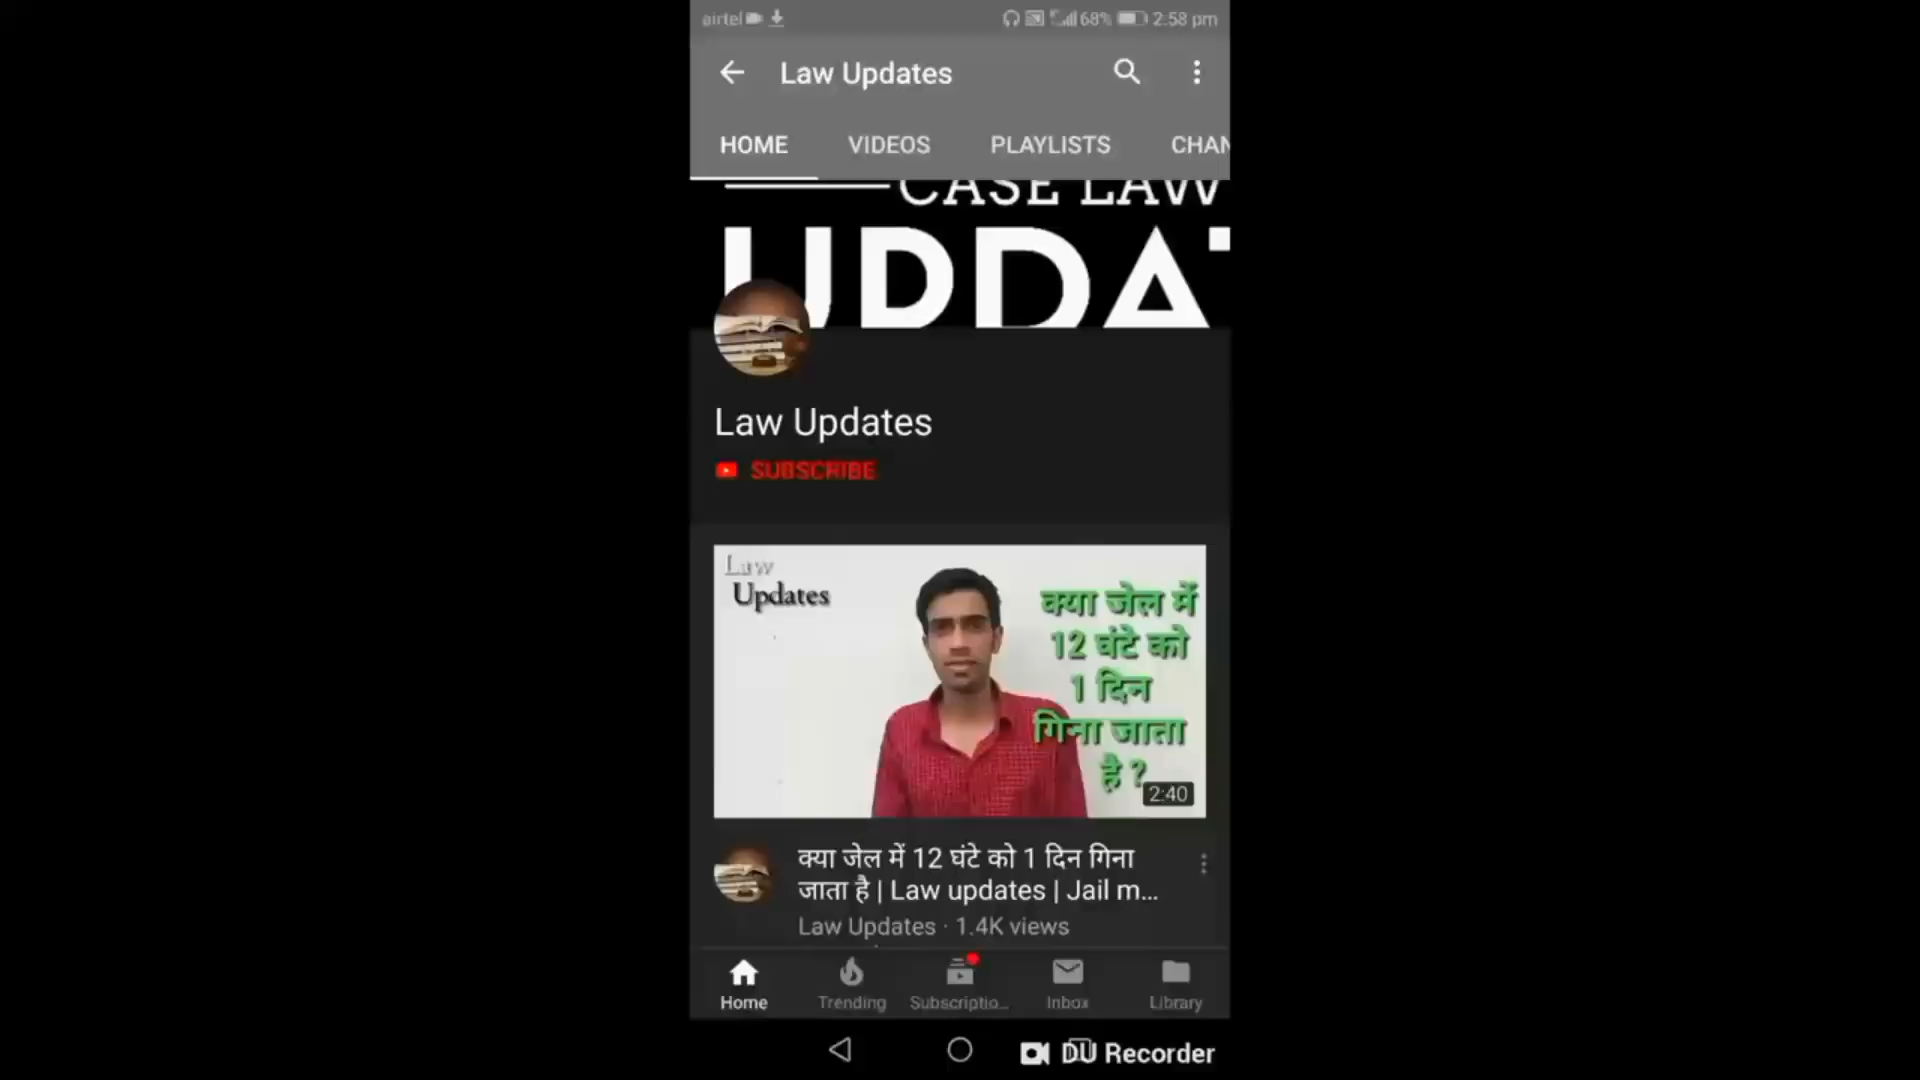 airtel
68% 2:58 pm
Law Updates
HOME VIDEOS PLAYLISTS CHAN
CASE LAW
UPDAT
Law Updates
SUBSCRIBE
Law
Updates
क्या जेल में
12 घंटे को
1 दिन
गिना जाता
है ?
2:40
क्या जेल में 12 घंटे को 1 दिन गिना
जाता है | Law updates | Jail m...
Law Updates · 1.4K views
Home Trending Subscriptio... Inbox Library
DU Recorder